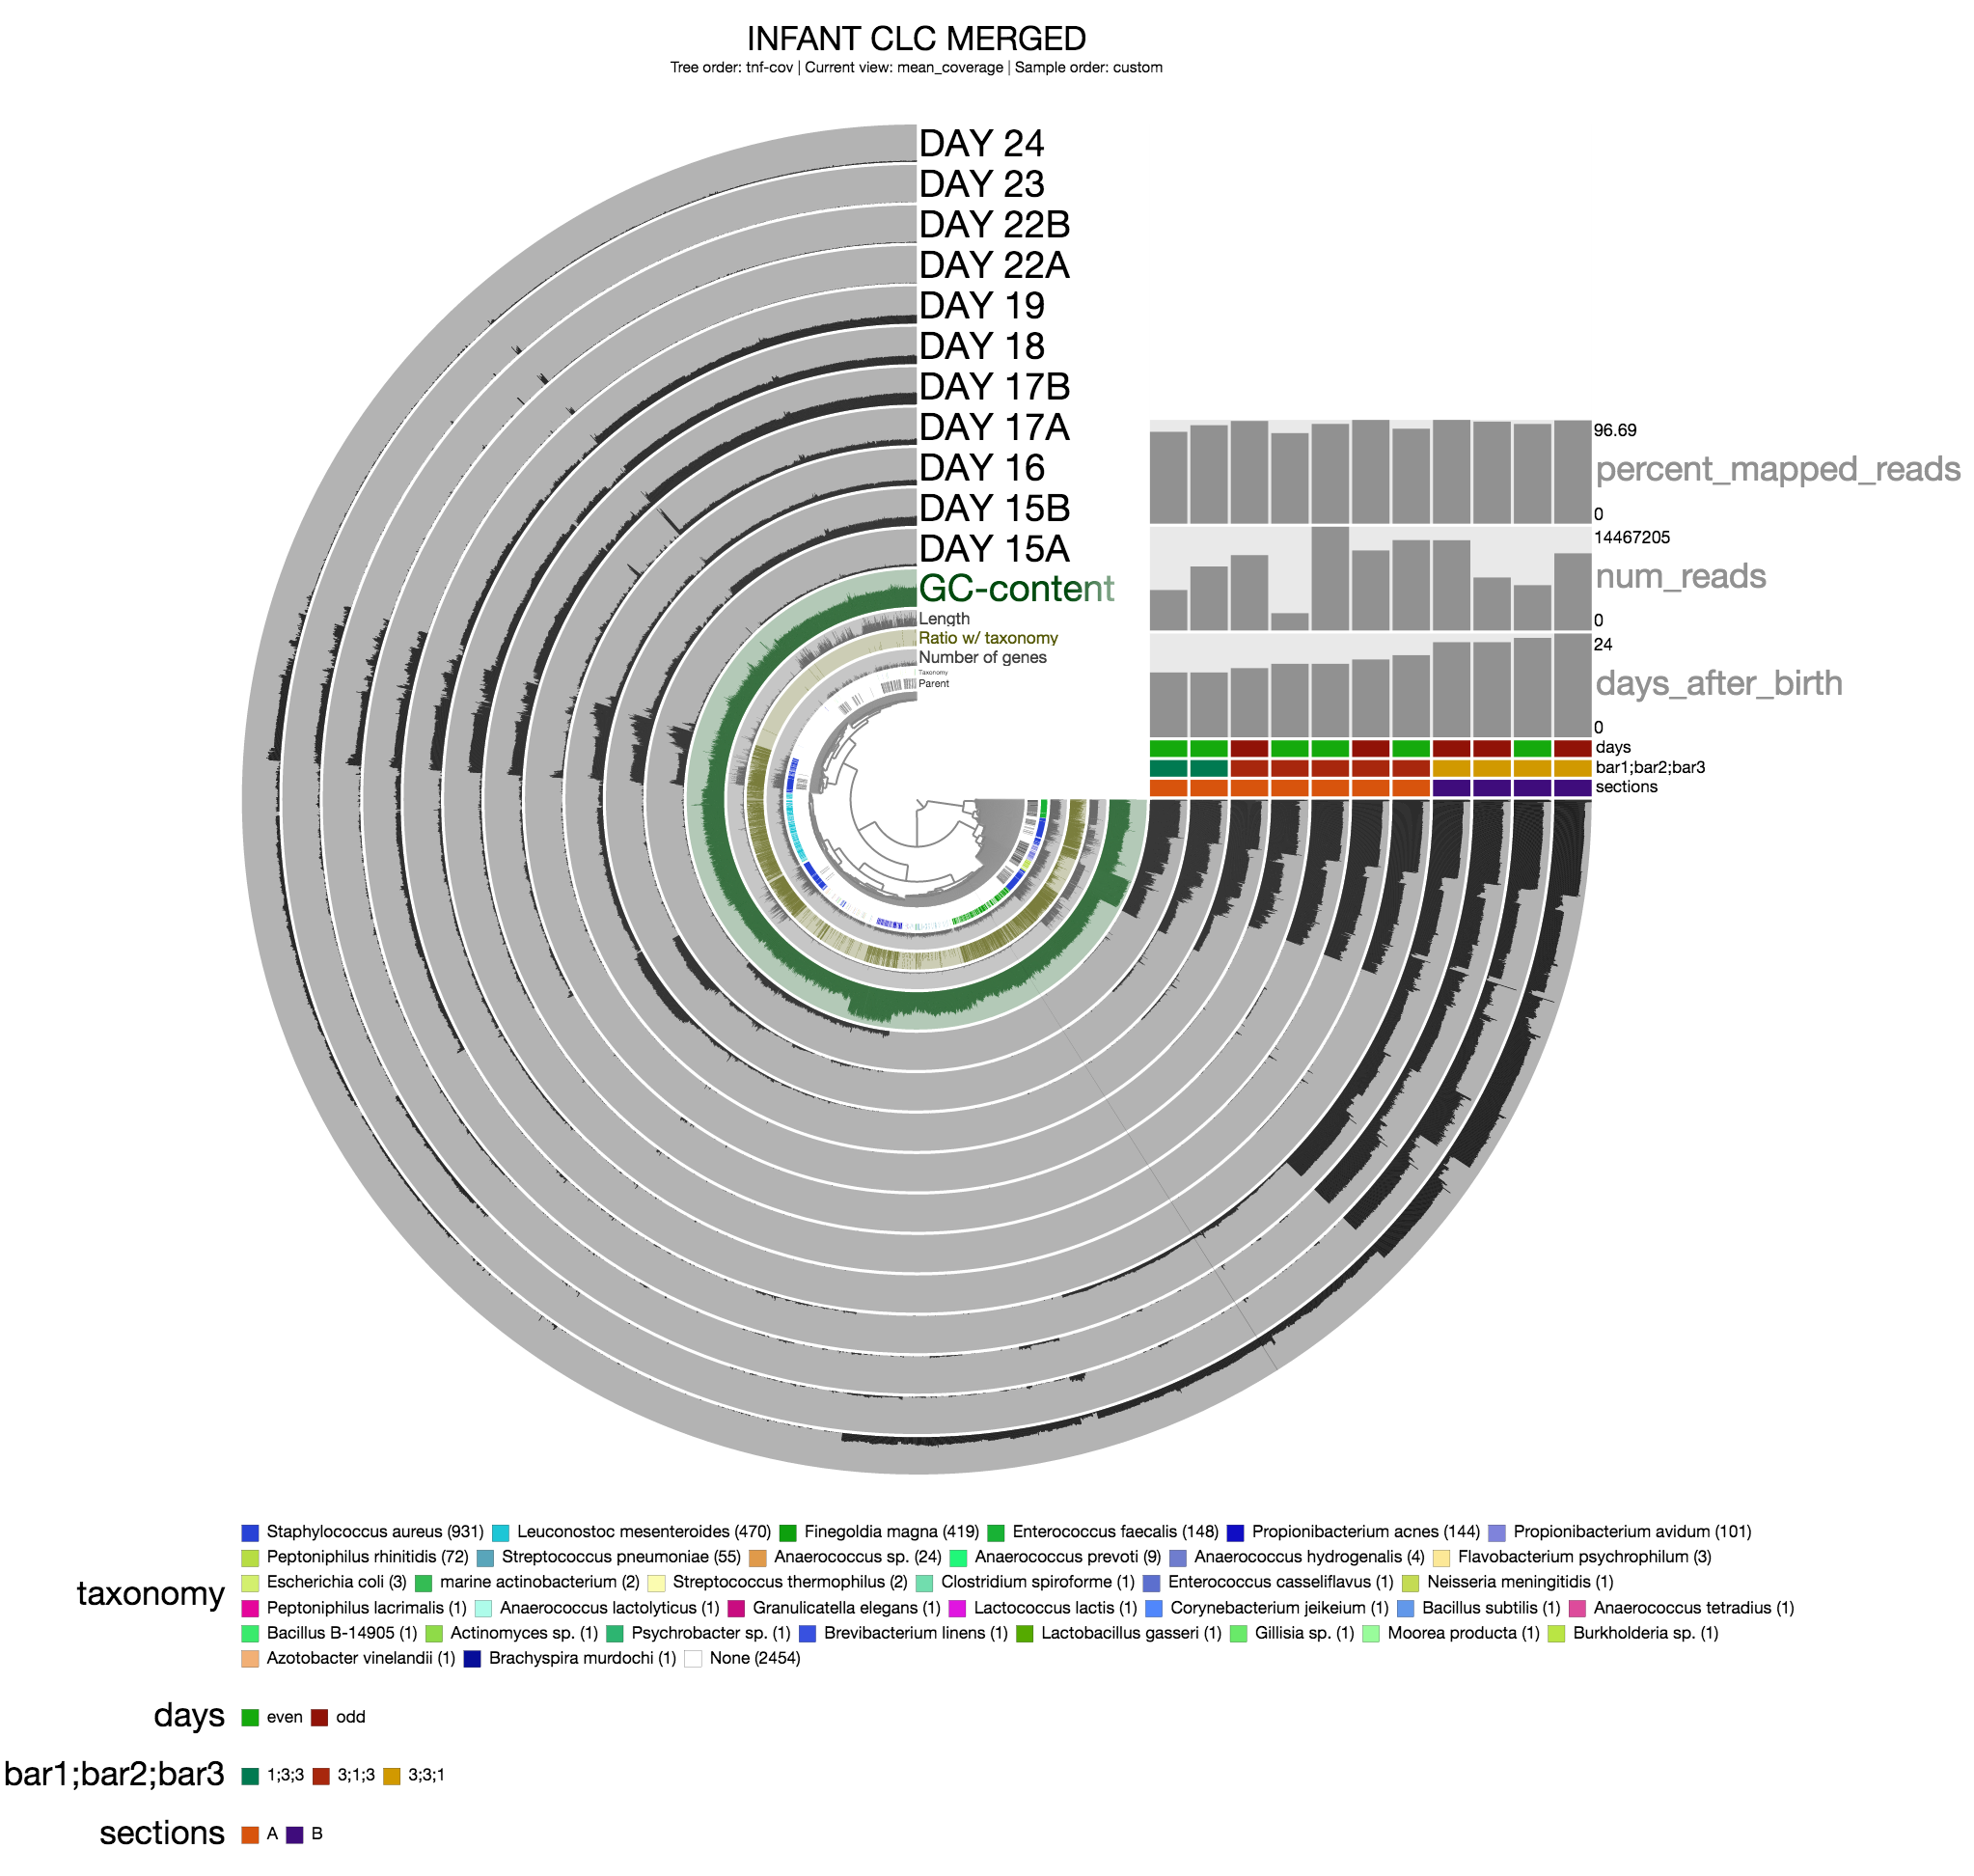 INFANT CLC MERGED
Tree order: tnf-cov | Current view: mean_coverage | Sample order: custom
DAY 24
DAY 23
DAY 22B
DAY 22A
DAY 19
DAY 18
DAY 17B
DAY 17A
DAY 16
DAY 15B
DAY 15A
GC-content
Length
Ratio w/ taxonomy
Number of genes
Taxonomy
Parent
96.69
percent_mapped_reads
0
14467205
num_reads
0
24
days_after_birth
0
days
bar1;bar2;bar3
sections
taxonomy
Staphylococcus aureus (931) Leuconostoc mesenteroides (470) Finegoldia magna (419) Enterococcus faecalis (148) Propionibacterium acnes (144) Propionibacterium avidum (101)
Peptoniphilus rhinitidis (72) Streptococcus pneumoniae (55) Anaerococcus sp. (24) Anaerococcus prevoti (9) Anaerococcus hydrogenalis (4) Flavobacterium psychrophilum (3)
Escherichia coli (3) marine actinobacterium (2) Streptococcus thermophilus (2) Clostridium spiroforme (1) Enterococcus casseliflavus (1) Neisseria meningitidis (1)
Peptoniphilus lacrimalis (1) Anaerococcus lactolyticus (1) Granulicatella elegans (1) Lactococcus lactis (1) Corynebacterium jeikeium (1) Bacillus subtilis (1) Anaerococcus tetradius (1)
Bacillus B-14905 (1) Actinomyces sp. (1) Psychrobacter sp. (1) Brevibacterium linens (1) Lactobacillus gasseri (1) Gillisia sp. (1) Moorea producta (1) Burkholderia sp. (1)
Azotobacter vinelandii (1) Brachyspira murdochi (1) None (2454)
days even odd
bar1;bar2;bar3 1;3;3 3;1;3 3;3;1
sections A B